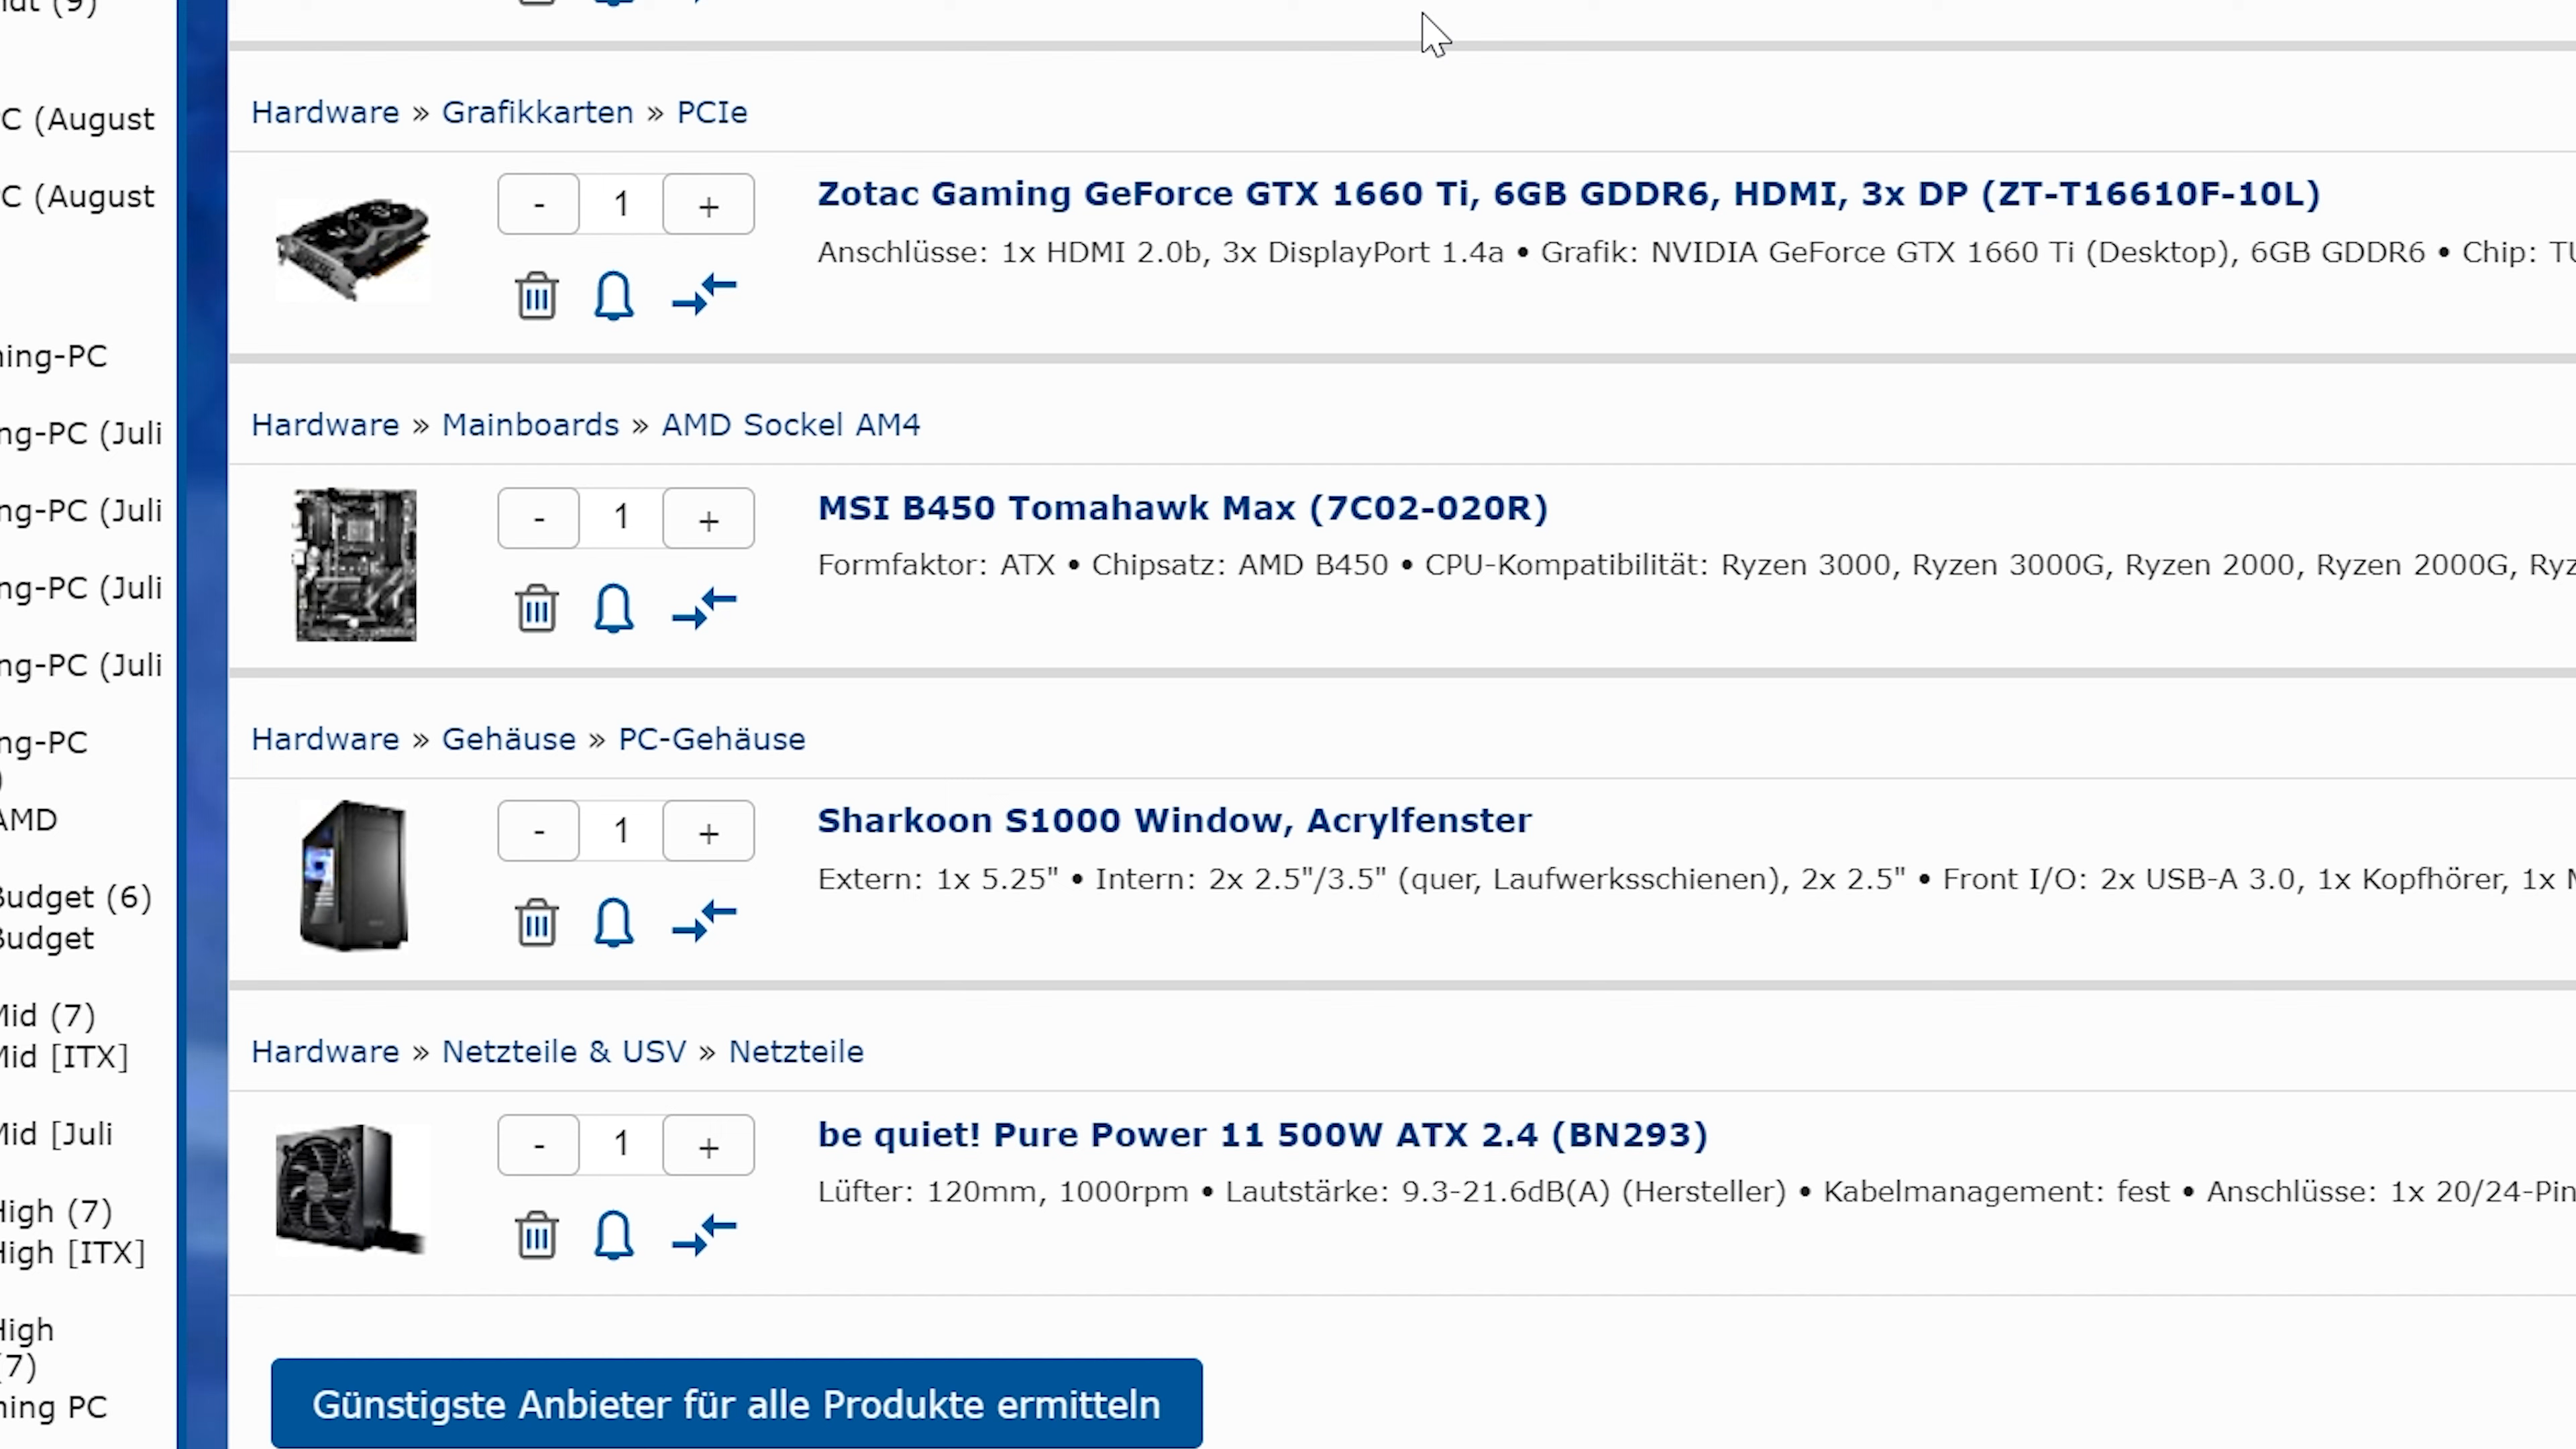 C (August
C (August
ning-PC
ng-PC (Juli
ng-PC (Juli
ng-PC (Juli
ng-PC (Juli
ng-PC
)
AMD
Budget (6)
Budget
Mid (7)
Mid [ITX]
Mid [Juli
High (7)
High [ITX]
High
(7)
ning PC
Hardware » Grafikkarten » PCIe
- 1 +
Zotac Gaming GeForce GTX 1660 Ti, 6GB GDDR6, HDMI, 3x DP (ZT-T16610F-10L)
Anschlüsse: 1x HDMI 2.0b, 3x DisplayPort 1.4a • Grafik: NVIDIA GeForce GTX 1660 Ti (Desktop), 6GB GDDR6 • Chip: TU
Hardware » Mainboards » AMD Sockel AM4
- 1 +
MSI B450 Tomahawk Max (7C02-020R)
Formfaktor: ATX • Chipsatz: AMD B450 • CPU-Kompatibilität: Ryzen 3000, Ryzen 3000G, Ryzen 2000, Ryzen 2000G, Ryz
Hardware » Gehäuse » PC-Gehäuse
- 1 +
Sharkoon S1000 Window, Acrylfenster
Extern: 1x 5.25" • Intern: 2x 2.5"/3.5" (quer, Laufwerksschienen), 2x 2.5" • Front I/O: 2x USB-A 3.0, 1x Kopfhörer, 1x
Hardware » Netzteile & USV » Netzteile
- 1 +
be quiet! Pure Power 11 500W ATX 2.4 (BN293)
Lüfter: 120mm, 1000rpm • Lautstärke: 9.3-21.6dB(A) (Hersteller) • Kabelmanagement: fest • Anschlüsse: 1x 20/24-Pin
Günstigste Anbieter für alle Produkte ermitteln